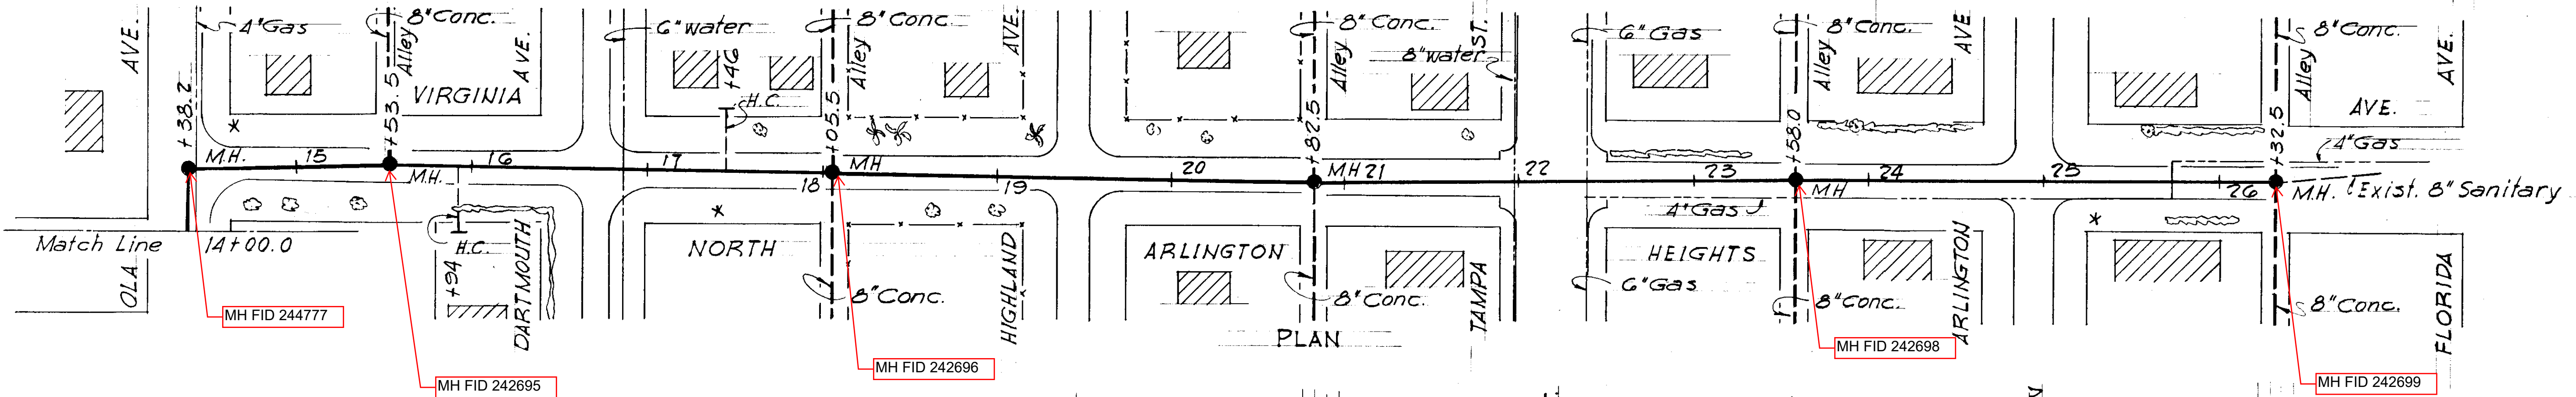 AVE.
4" Gas
8" Conc.
Alley
AVE.
6" water
8" Conc.
Alley
AVE.
8" Conc.
Alley
8" water
ST.
6" Gas
8" Conc.
Alley
AVE.
8" Conc.
Alley
AVE.
+38.2
+53.5
VIRGINIA
+46
H.C.
+05.5
+82.5
+58.0
+32.5
AVE.
4" Gas
M.H.
15
M.H.
16
17
18
MH
19
20
MH
21
22
23
MH
24
25
26
M.H.
Exist. 8" Sanitary
Match Line
14+00.0
OLA
H.C.
+94
DARTMOUTH
NORTH
8" Conc.
HIGHLAND
ARLINGTON
8" Conc.
TAMPA
4" Gas
HEIGHTS
6" Gas
8" Conc.
ARLINGTON
8" Conc.
FLORIDA
PLAN
MH FID 244777
MH FID 242695
MH FID 242696
MH FID 242698
MH FID 242699